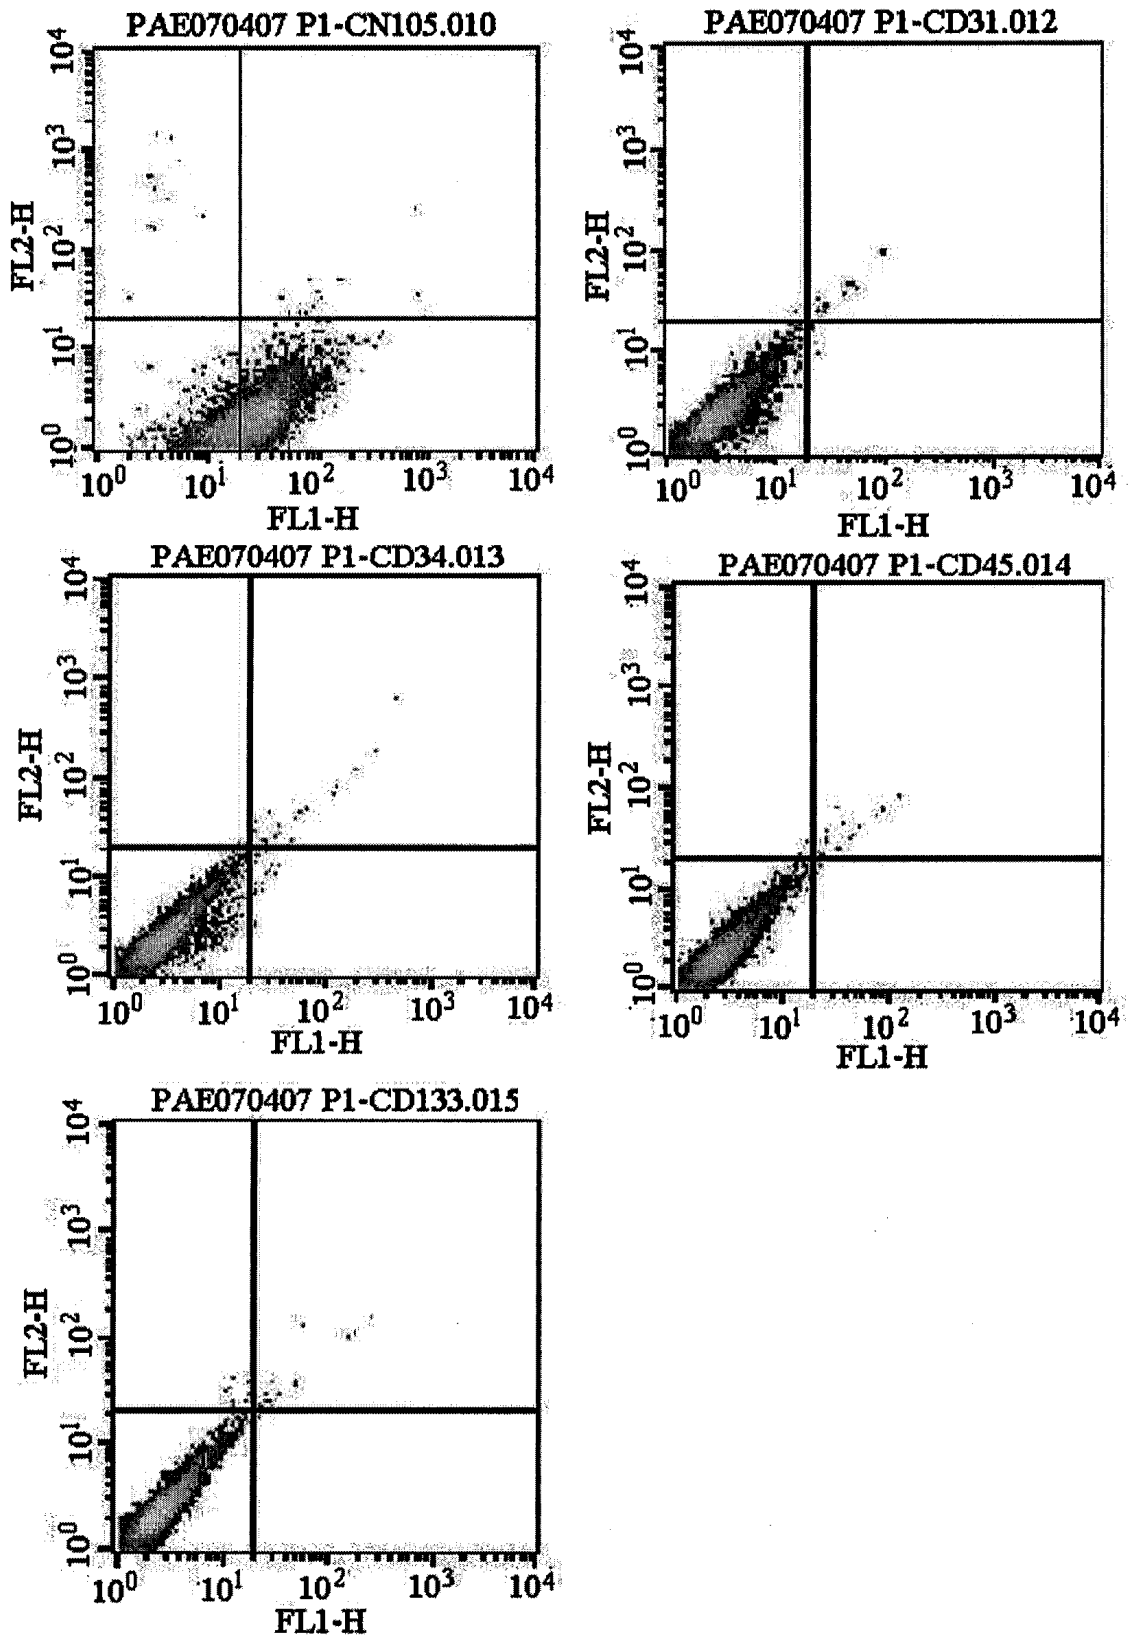 PAE070407 P1-CN105.010
10⁴
10³
10²
10¹
10⁰
FL2-H
10⁰ 10¹ 10² 10³ 10⁴
FL1-H
PAE070407 P1-CD31.012
10⁴
10³
10²
10¹
10⁰
FL2-H
10⁰ 10¹ 10² 10³ 10⁴
FL1-H
PAE070407 P1-CD34.013
10⁴
10³
10²
10¹
10⁰
FL2-H
10⁰ 10¹ 10² 10³ 10⁴
FL1-H
PAE070407 P1-CD45.014
10⁴
10³
10²
10¹
10⁰
FL2-H
10⁰ 10¹ 10² 10³ 10⁴
FL1-H
PAE070407 P1-CD133.015
10⁴
10³
10²
10¹
10⁰
FL2-H
10⁰ 10¹ 10² 10³ 10⁴
FL1-H